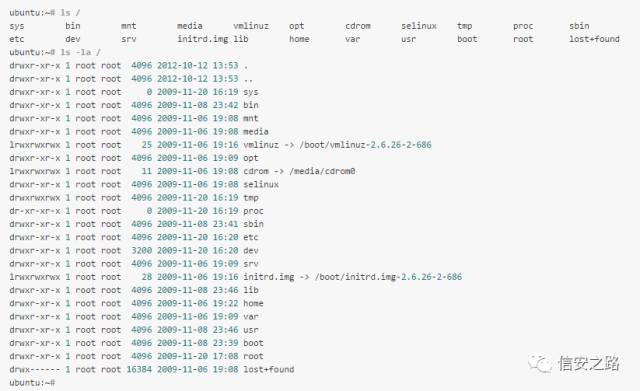 ubuntu:~# ls /
sys bin mnt media vmlinuz opt cdrom selinux tmp proc sbin
etc dev srv initrd.img lib home var usr boot root lost+found
ubuntu:~# ls -la /
drwxr-xr-x 1 root root 4096 2012-10-12 13:53 .
drwxr-xr-x 1 root root 4096 2012-10-12 13:53 ..
drwxr-xr-x 1 root root 0 2009-11-20 16:19 sys
drwxr-xr-x 1 root root 4096 2009-11-08 23:42 bin
drwxr-xr-x 1 root root 4096 2009-11-06 19:08 mnt
drwxr-xr-x 1 root root 4096 2009-11-06 19:08 media
lrwxrwxrwx 1 root root 25 2009-11-06 19:16 vmlinuz -> /boot/vmlinuz-2.6.26-2-686
drwxr-xr-x 1 root root 4096 2009-11-06 19:09 opt
lrwxrwxrwx 1 root root 11 2009-11-06 19:08 cdrom -> /media/cdrom0
drwxr-xr-x 1 root root 4096 2009-11-06 19:08 selinux
drwxrwxrwx 1 root root 4096 2009-11-20 16:19 tmp
dr-xr-xr-x 1 root root 0 2009-11-20 16:19 proc
drwxr-xr-x 1 root root 4096 2009-11-08 23:41 sbin
drwxr-xr-x 1 root root 4096 2009-11-20 16:20 etc
drwxr-xr-x 1 root root 3200 2009-11-20 16:20 dev
drwxr-xr-x 1 root root 4096 2009-11-06 19:09 srv
lrwxrwxrwx 1 root root 28 2009-11-06 19:16 initrd.img -> /boot/initrd.img-2.6.26-2-686
drwxr-xr-x 1 root root 4096 2009-11-08 23:46 lib
drwxr-xr-x 1 root root 4096 2009-11-06 19:22 home
drwxr-xr-x 1 root root 4096 2009-11-06 19:09 var
drwxr-xr-x 1 root root 4096 2009-11-08 23:46 usr
drwxr-xr-x 1 root root 4096 2009-11-08 23:39 boot
drwxr-xr-x 1 root root 4096 2009-11-20 17:08 root
drwx------ 1 root root 16384 2009-11-06 19:08 lost+found
ubuntu:~#
信安之路